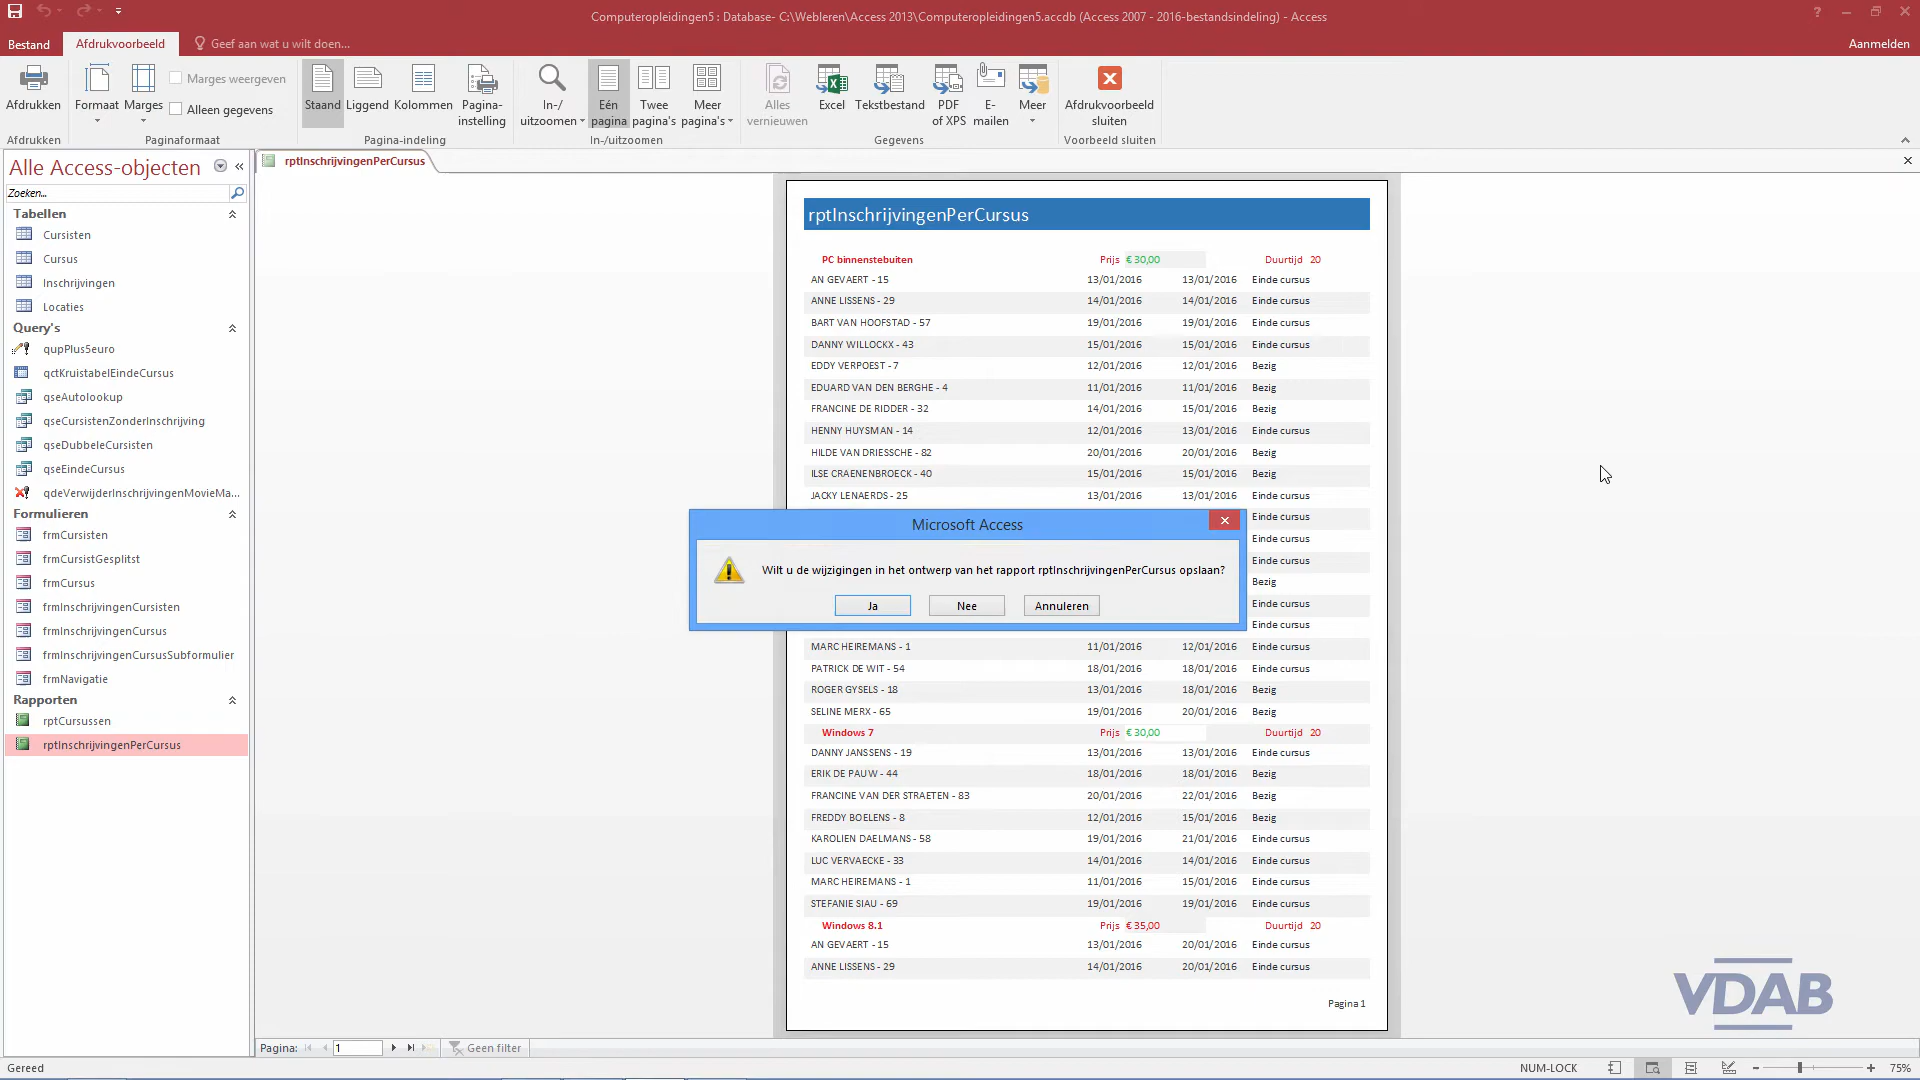 Computeropleidingen5 : Database- C:\Webleren\Access 2013\Computeropleidingen5.accdb (Access 2007 - 2016-bestandsindeling) - Access
Bestand
Afdrukvoorbeeld
Geef aan wat u wilt doen...
Aanmelden
Afdrukken
Formaat
Marges
Marges weergeven
Alleen gegevens
Staand
Liggend
Kolommen
Pagina-
instelling
In-/
uitzoomen
Eén
pagina
Twee
pagina's
Meer
pagina's
Alles
vernieuwen
Excel
Tekstbestand
PDF
of XPS
E-
mailen
Meer
Afdrukvoorbeeld
sluiten
Afdrukken
Paginaformaat
Pagina-indeling
In-/uitzoomen
Gegevens
Voorbeeld sluiten
Alle Access-objecten
Zoeken...
Tabellen
Cursisten
Cursus
Inschrijvingen
Locaties
Query's
qupPlus5euro
qctKruistabelEindeCursus
qseAutolookup
qseCursistenZonderInschrijving
qseDubbeleCursisten
qseEindeCursus
qdeVerwijderInschrijvingenMovieMa...
Formulieren
frmCursisten
frmCursistGesplitst
frmCursus
frmInschrijvingenCursisten
frmInschrijvingenCursus
frmInschrijvingenCursusSubformulier
frmNavigatie
Rapporten
rptCursussen
rptInschrijvingenPerCursus
rptInschrijvingenPerCursus
rptInschrijvingenPerCursus
PC binnenstebuiten Prijs € 30,00 Duurtijd 20
AN GEVAERT - 15 13/01/2016 13/01/2016 Einde cursus
ANNE LISSENS - 29 14/01/2016 14/01/2016 Einde cursus
BART VAN HOOFSTAD - 57 19/01/2016 19/01/2016 Einde cursus
DANNY WILLOCKX - 43 15/01/2016 15/01/2016 Einde cursus
EDDY VERPOEST - 7 12/01/2016 12/01/2016 Bezig
EDUARD VAN DEN BERGHE - 4 11/01/2016 11/01/2016 Bezig
FRANCINE DE RIDDER - 32 14/01/2016 15/01/2016 Bezig
HENNY HUYSMAN - 14 12/01/2016 13/01/2016 Einde cursus
HILDE VAN DRIESSCHE - 82 20/01/2016 20/01/2016 Bezig
ILSE CRAENENBROECK - 40 15/01/2016 15/01/2016 Bezig
JACKY LENAERDS - 25 13/01/2016 13/01/2016 Einde cursus
Einde cursus
Einde cursus
Einde cursus
Bezig
Einde cursus
Einde cursus
Microsoft Access
Wilt u de wijzigingen in het ontwerp van het rapport rptInschrijvingenPerCursus opslaan?
Ja
Nee
Annuleren
MARC HEIREMANS - 1 11/01/2016 12/01/2016 Einde cursus
PATRICK DE WIT - 54 18/01/2016 18/01/2016 Einde cursus
ROGER GYSELS - 18 13/01/2016 18/01/2016 Bezig
SELINE MERX - 65 19/01/2016 20/01/2016 Bezig
Windows 7 Prijs € 30,00 Duurtijd 20
DANNY JANSSENS - 19 13/01/2016 13/01/2016 Einde cursus
ERIK DE PAUW - 44 18/01/2016 18/01/2016 Bezig
FRANCINE VAN DER STRAETEN - 83 20/01/2016 22/01/2016 Bezig
FREDDY BOELENS - 8 12/01/2016 15/01/2016 Bezig
KAROLIEN DAELMANS - 58 19/01/2016 21/01/2016 Einde cursus
LUC VERVAECKE - 33 14/01/2016 14/01/2016 Einde cursus
MARC HEIREMANS - 1 11/01/2016 15/01/2016 Einde cursus
STEFANIE SIAU - 69 19/01/2016 19/01/2016 Einde cursus
Windows 8.1 Prijs € 35,00 Duurtijd 20
AN GEVAERT - 15 13/01/2016 20/01/2016 Einde cursus
ANNE LISSENS - 29 14/01/2016 20/01/2016 Einde cursus
Pagina 1
VDAB
Pagina: 1 Geen filter
Gereed
NUM-LOCK
75%